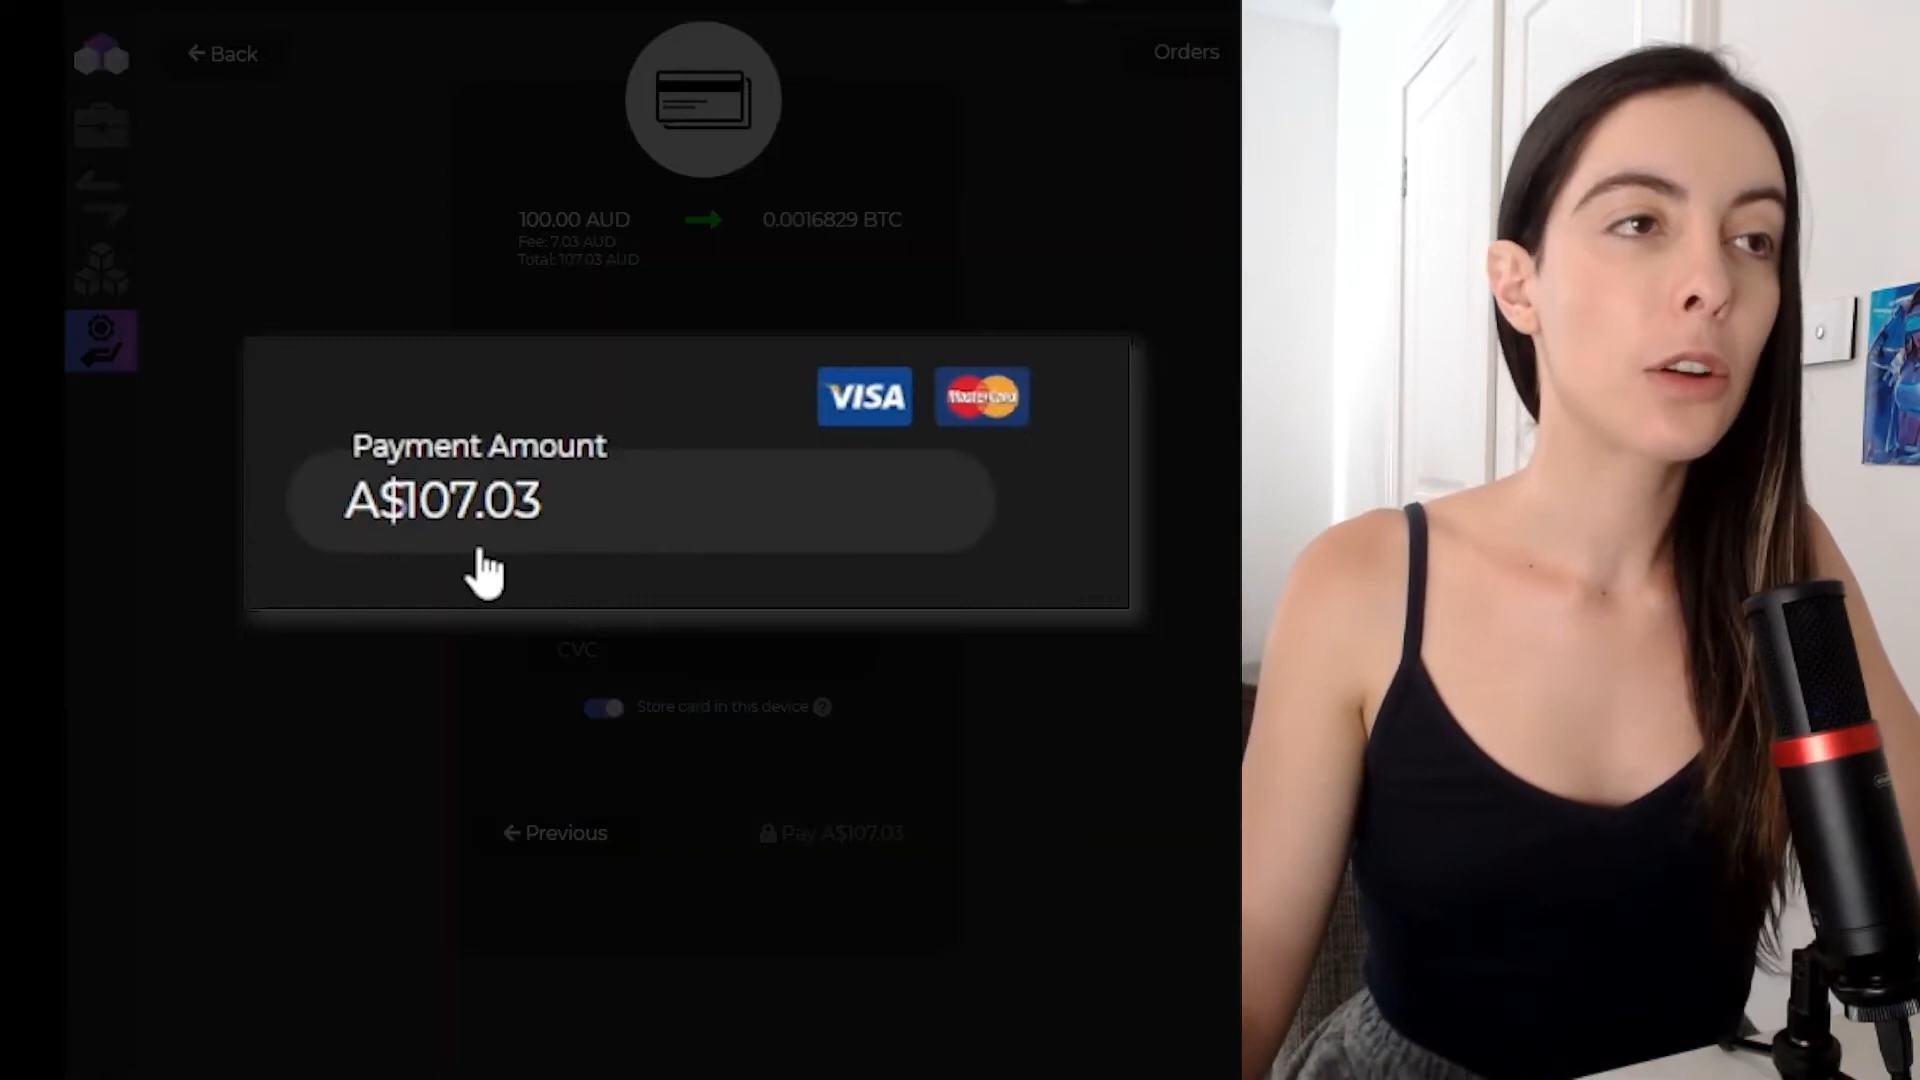 Back
Orders
100.00 AUD
0.0016829 BTC
Fee: 7.03 AUD
Total: 107.03 AUD
VISA
MasterCard
Payment Amount
A$107.03
CVC
Store card in this device
?
Previous
Pay A$107.03